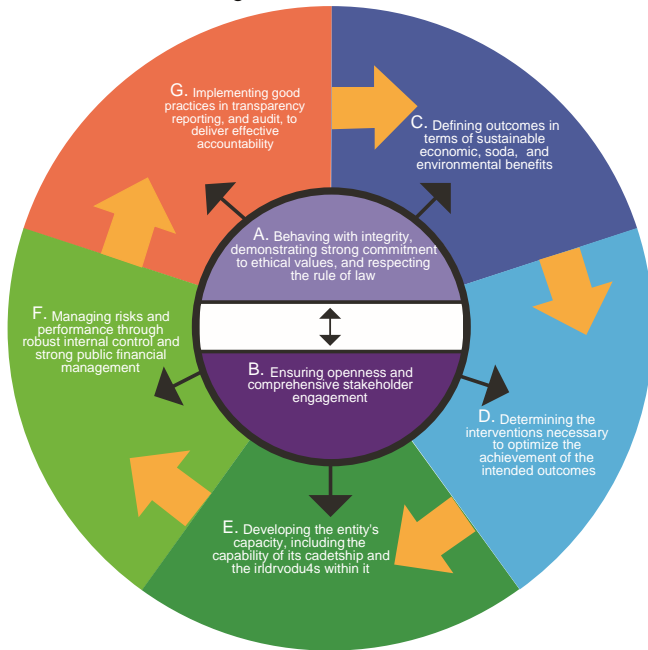 G. Implementing good
practices in transparency
reporting, and audit, to
deliver effective
accountability
C. Defining outcomes in
terms of sustainable
economic, soda, and
environmental benefits
A. Behaving with integrity,
demonstrating strong commitment
to ethical values, and respecting
the rule of law
B. Ensuring openness and
comprehensive stakeholder
engagement
F. Managing risks and
performance through
robust internal control and
strong public financial
management
D. Determining the
interventions necessary
to optimize the
achievement of the
intended outcomes
E. Developing the entity's
capacity, including the
capability of its cadetship and
the irldrvodu4s within it